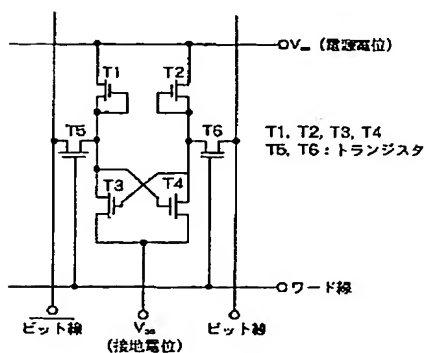 V (電源電位)
T1 T2
T5 T6
T1, T2, T3, T4
T5, T6:トランジスタ
T3 T4
ワード線
ビット線 V ビット線
(接地電位)